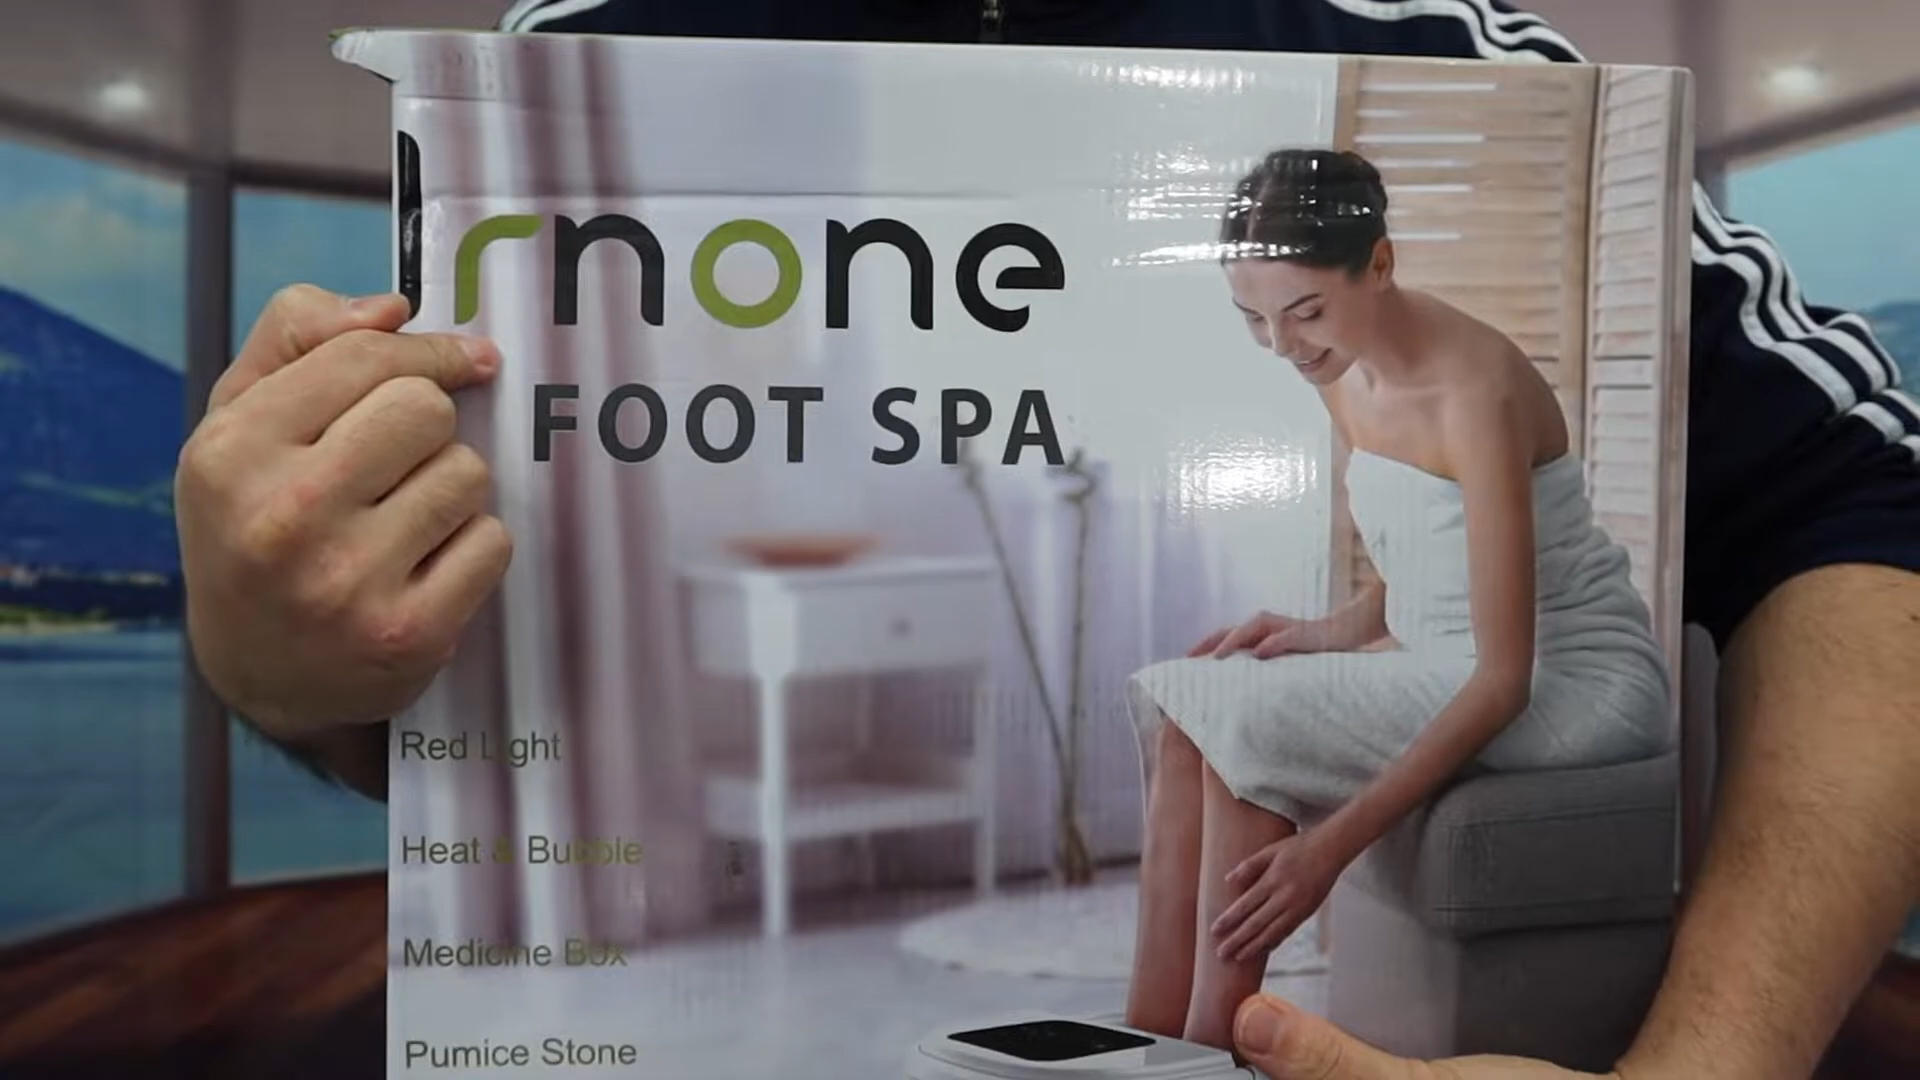 rnone
FOOT SPA
Red Light
Heat & Bubble
Medicine Box
Pumice Stone